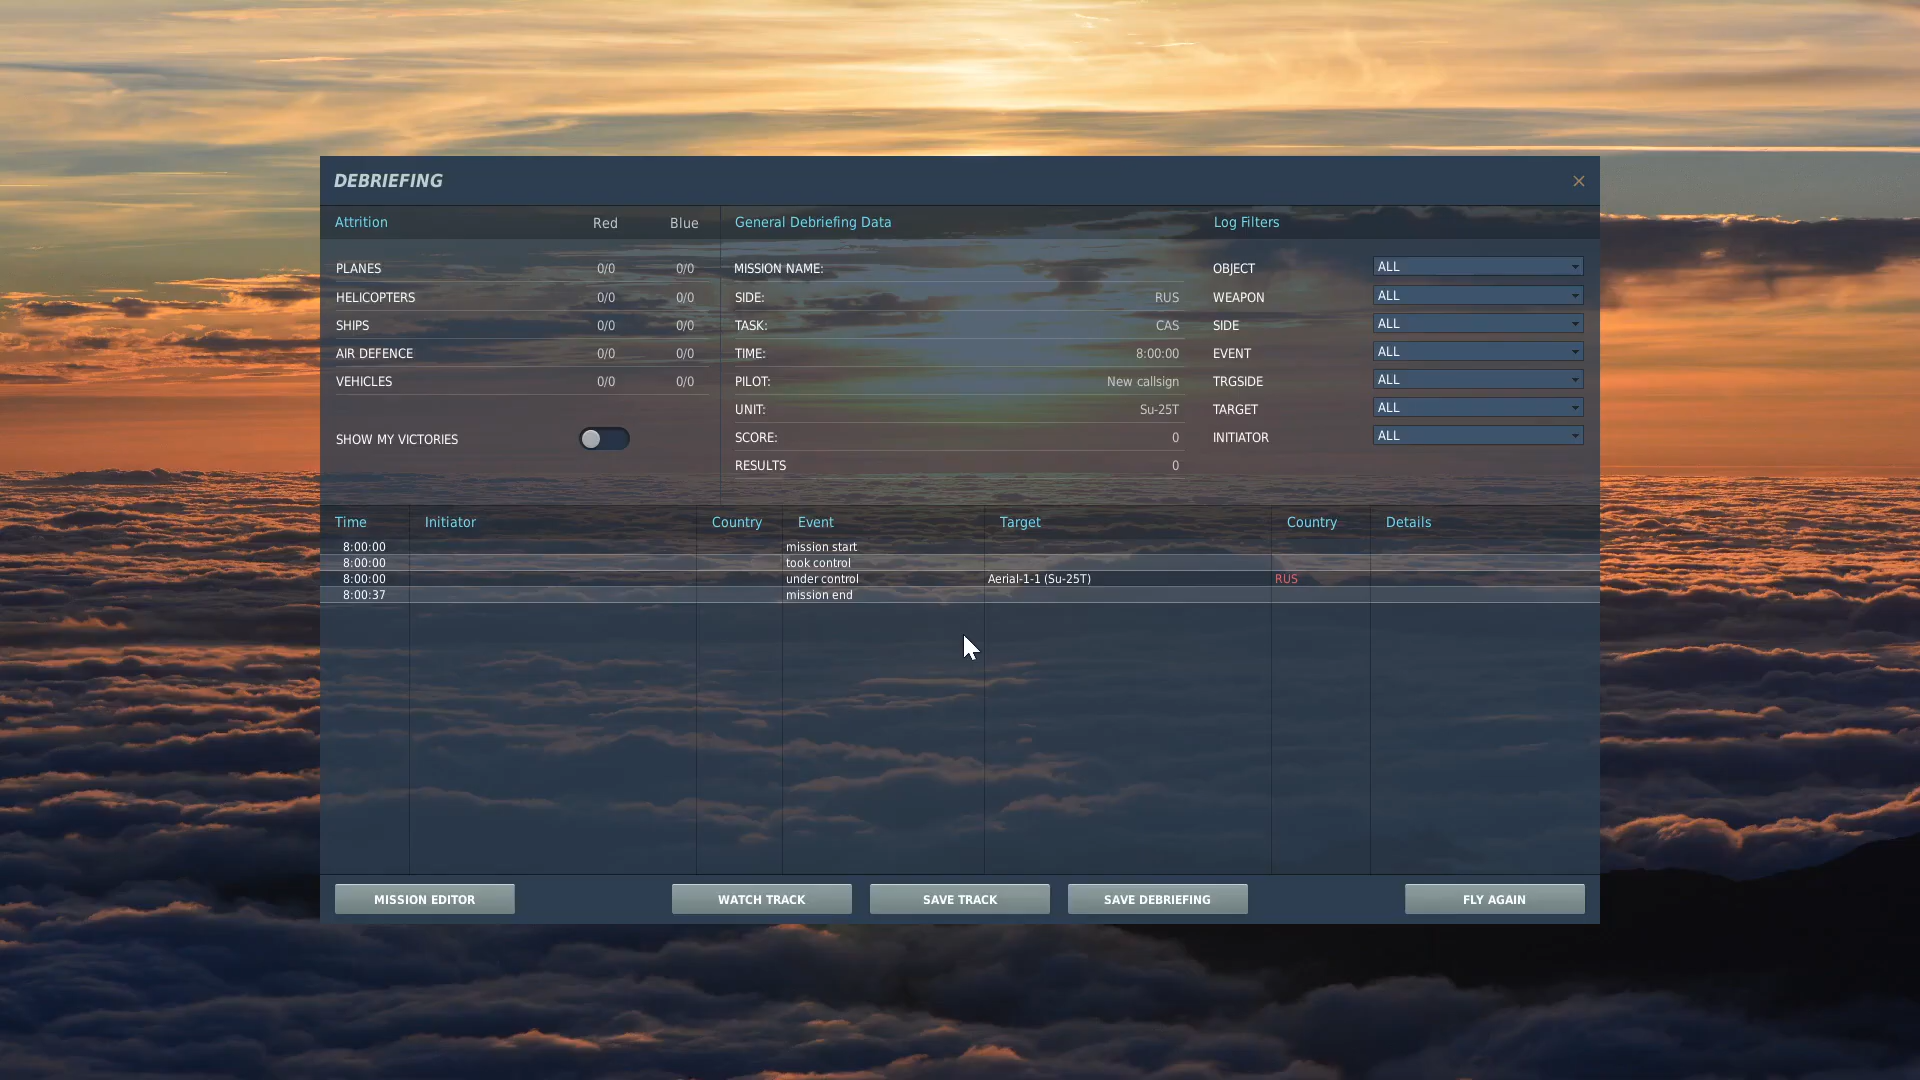 DEBRIEFING
Attrition Red Blue
PLANES 0/0 0/0
HELICOPTERS 0/0 0/0
SHIPS 0/0 0/0
AIR DEFENCE 0/0 0/0
VEHICLES 0/0 0/0
SHOW MY VICTORIES
General Debriefing Data
MISSION NAME:
SIDE: RUS
TASK: CAS
TIME: 8:00:00
PILOT: New callsign
UNIT: Su-25T
SCORE: 0
RESULTS 0
Log Filters
OBJECT ALL
WEAPON ALL
SIDE ALL
EVENT ALL
TRGSIDE ALL
TARGET ALL
INITIATOR ALL
Time Initiator Country Event Target Country Details
8:00:00 mission start
8:00:00 took control
8:00:00 under control Aerial-1-1 (Su-25T) RUS
8:00:37 mission end
MISSION EDITOR WATCH TRACK SAVE TRACK SAVE DEBRIEFING FLY AGAIN